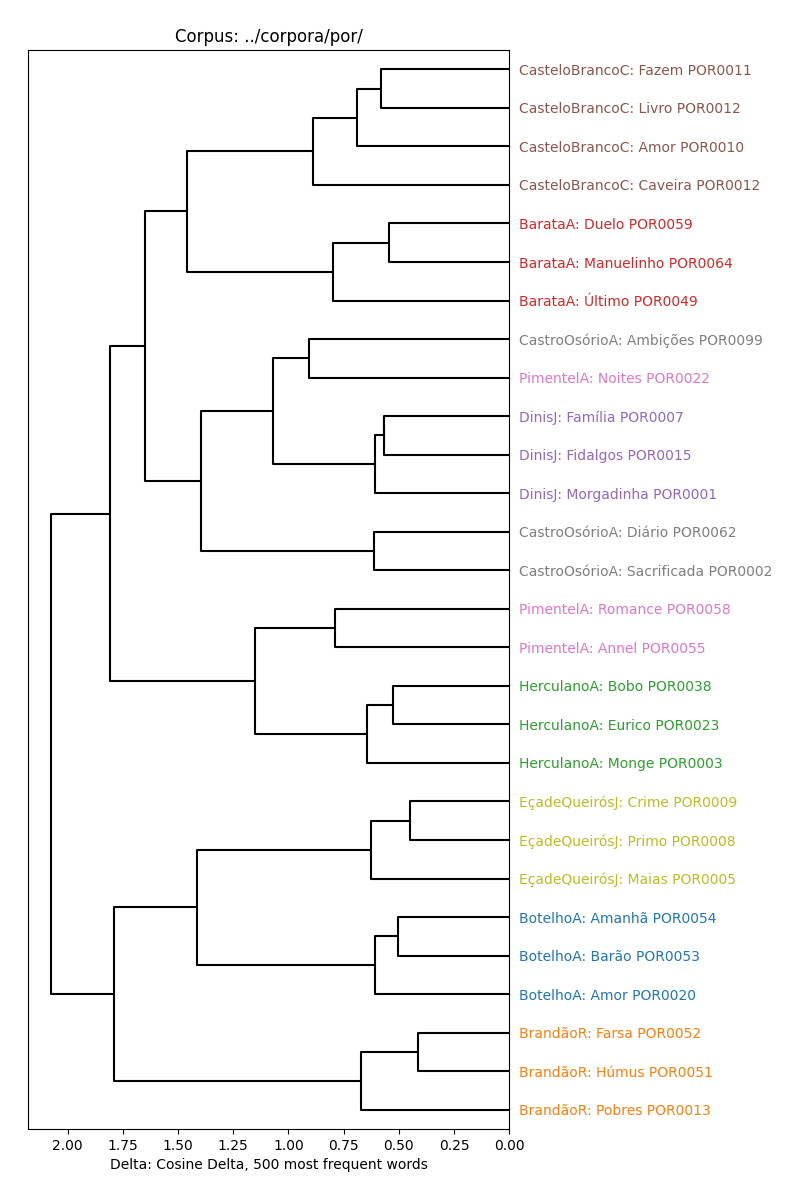 Corpus: ../corpora/por/
CasteloBrancoC: Fazem POR0011
CasteloBrancoC: Livro POR0012
CasteloBrancoC: Amor POR0010
CasteloBrancoC: Caveira POR0012
BarataA: Duelo POR0059
BarataA: Manuelinho POR0064
BarataA: Último POR0049
CastroOsórioA: Ambições POR0099
PimentelA: Noites POR0022
DinisJ: Família POR0007
DinisJ: Fidalgos POR0015
DinisJ: Morgadinha POR0001
CastroOsórioA: Diário POR0062
CastroOsórioA: Sacrificada POR0002
PimentelA: Romance POR0058
PimentelA: Annel POR0055
HerculanoA: Bobo POR0038
HerculanoA: Eurico POR0023
HerculanoA: Monge POR0003
EçadeQueirósJ: Crime POR0009
EçadeQueirósJ: Primo POR0008
EçadeQueirósJ: Maias POR0005
BotelhoA: Amanhã POR0054
BotelhoA: Barão POR0053
BotelhoA: Amor POR0020
BrandãoR: Farsa POR0052
BrandãoR: Húmus POR0051
BrandãoR: Pobres POR0013
2.00 1.75 1.50 1.25 1.00 0.75 0.50 0.25 0.00
Delta: Cosine Delta, 500 most frequent words